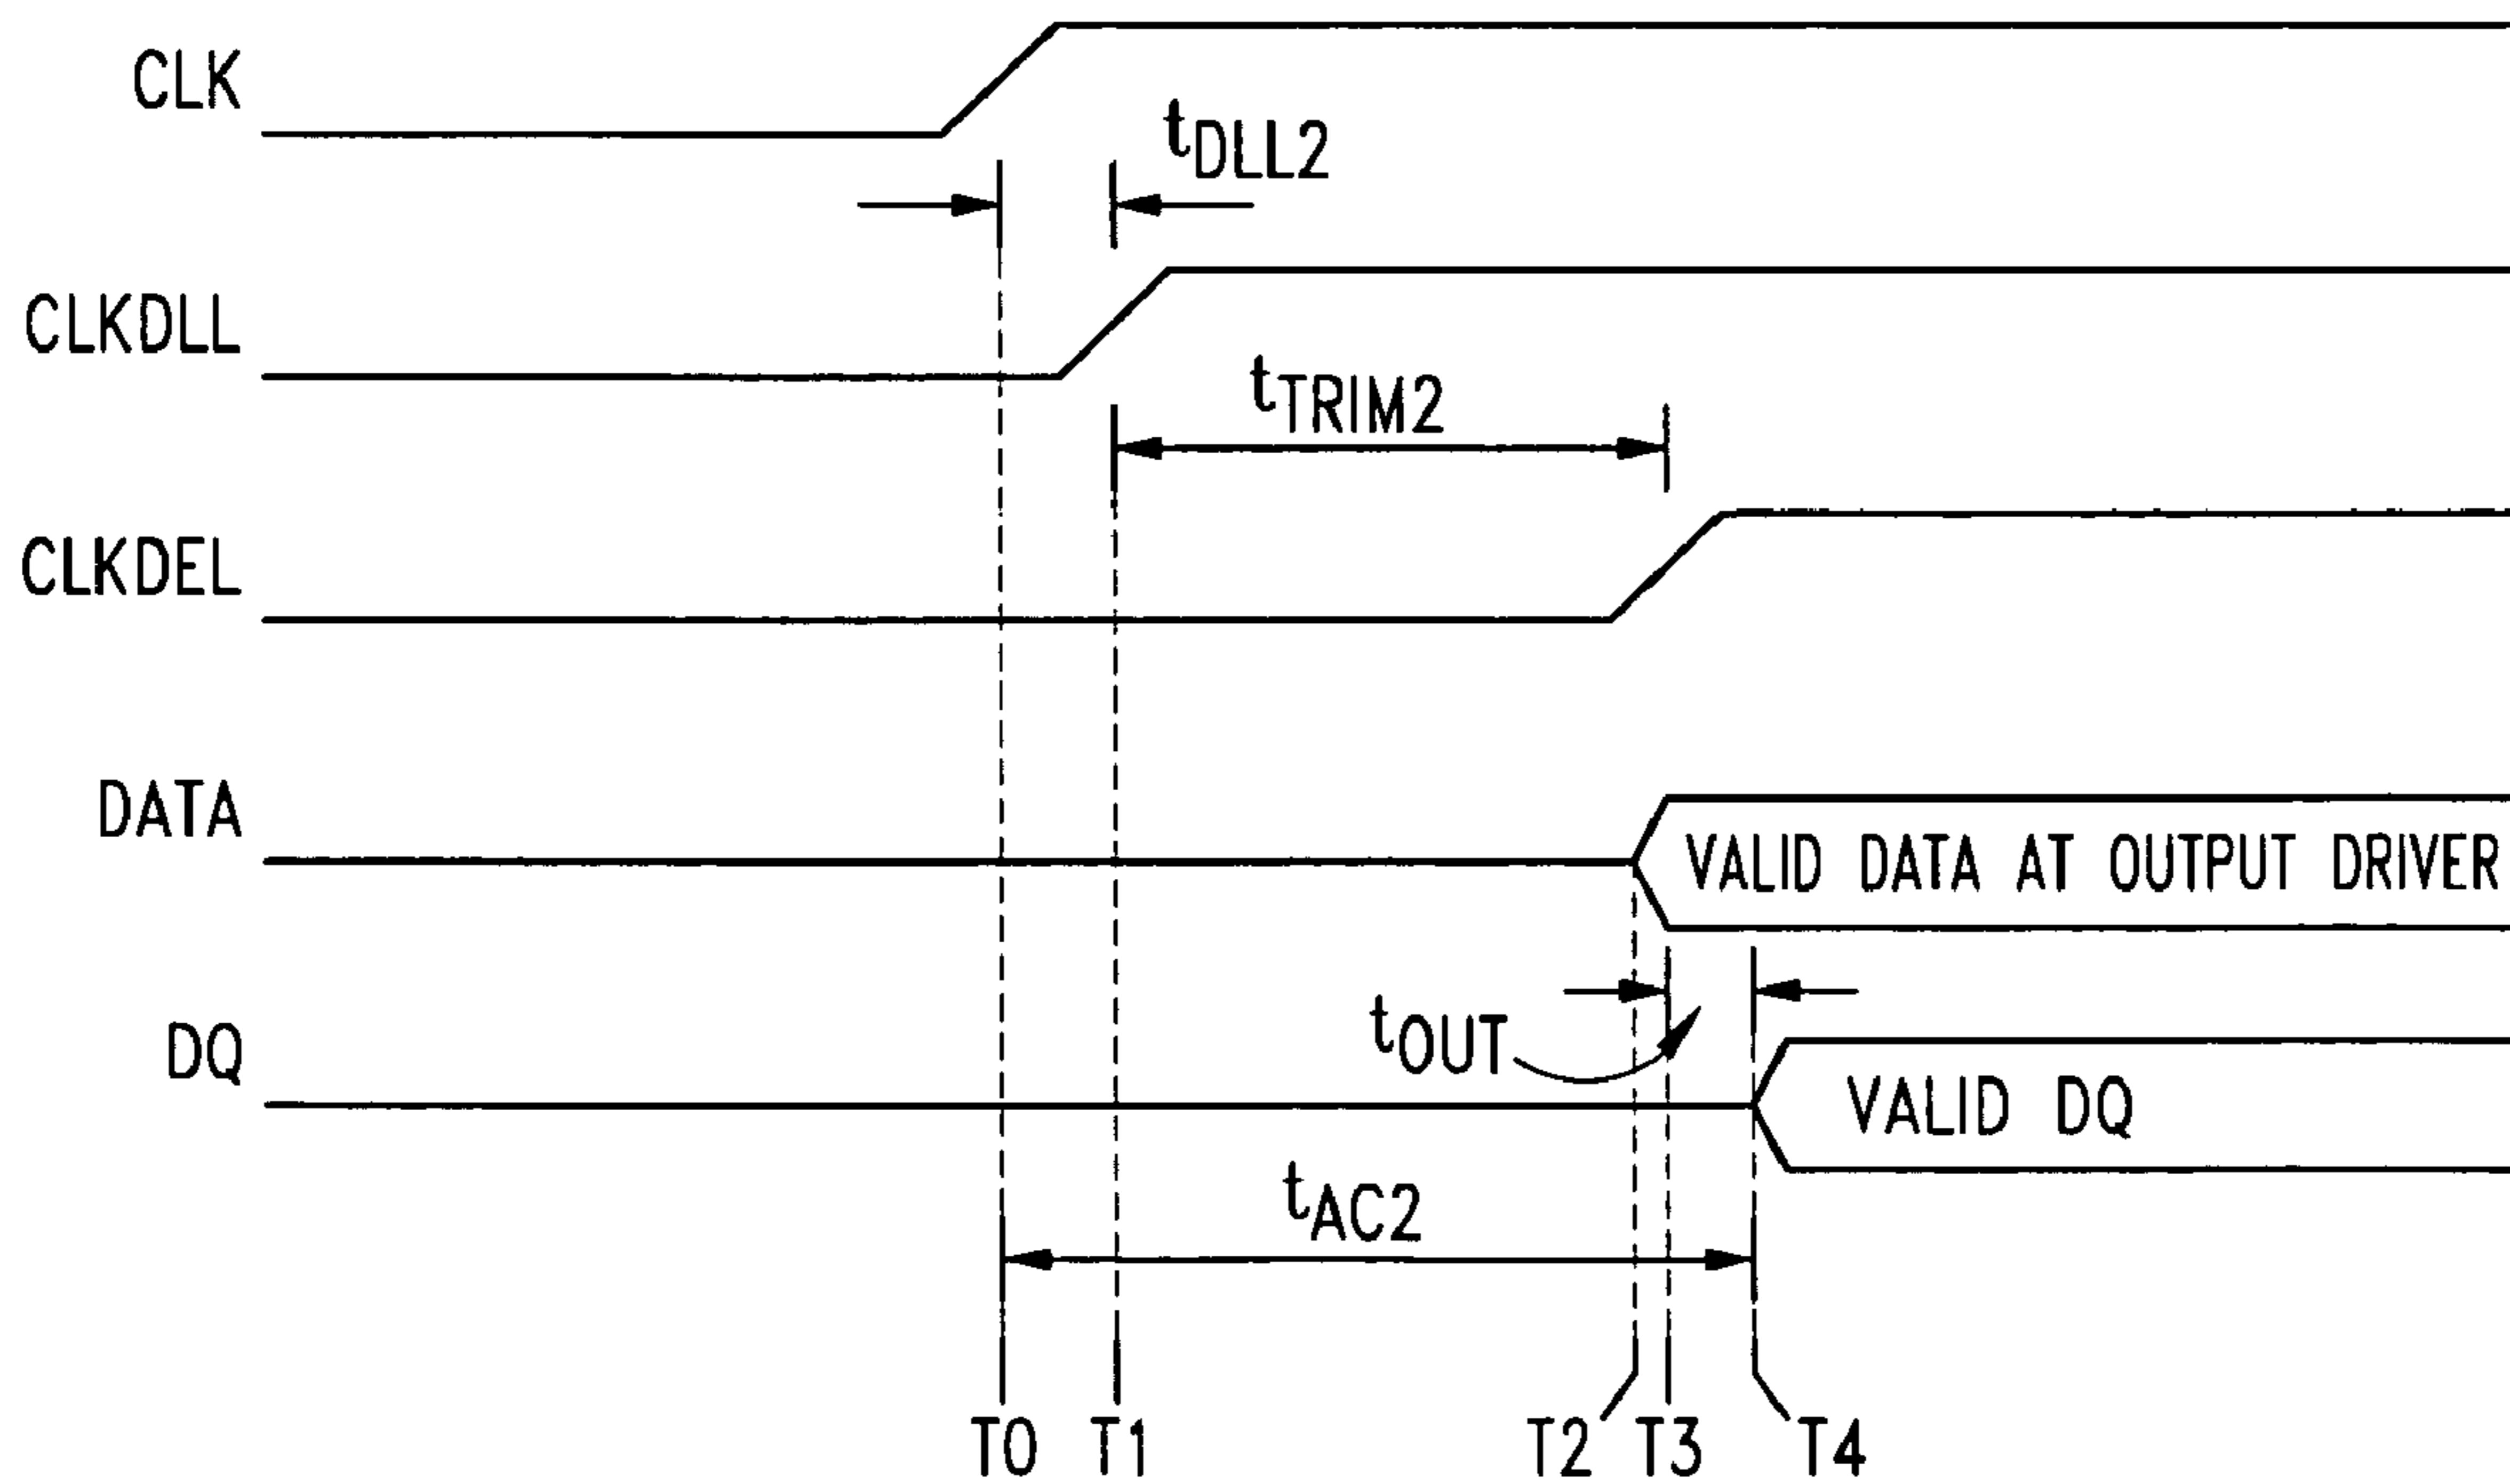 CLK
tDLL2
CLKDLL
tTRIM2
CLKDEL
DATA
VALID DATA AT OUTPUT DRIVER
tOUT
DQ
VALID DQ
tAC2
T0 T1 T2 T3 T4